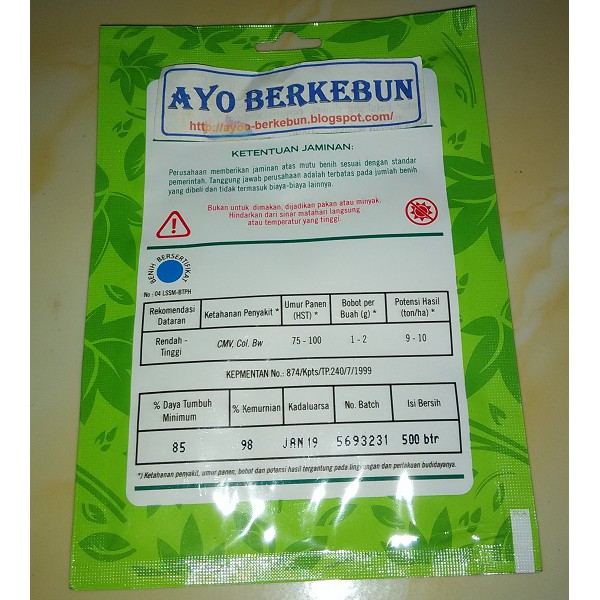 AYO BERKEBUN
http://ayoo-berkebun.blogspot.com/
KETENTUAN JAMINAN:
Perusahaan memberikan jaminan atas mutu benih sesuai dengan standar
pemerintah. Tanggung jawab perusahaan adalah terbatas pada jumlah benih
yang dibeli dan tidak termasuk biaya-biaya lainnya.
Bukan untuk dimakan, dijadikan pakan atau minyak.
Hindarkan dari sinar matahari langsung
atau temperatur yang tinggi.
BENIH BERSERTIFIKAT
No : 04 LSSM-BTPH
Rekomendasi Dataran Ketahanan Penyakit * Umur Panen (HST) * Bobot per Buah (g) * Potensi Hasil (ton/ha) *
Rendah - Tinggi CMV, Col. Bw 75 - 100 1 - 2 9 - 10
KEPMENTAN No.: 874/Kpts/TP.240/7/1999
% Daya Tumbuh Minimum % Kemurnian Kadaluarsa No. Batch Isi Bersih
85 98 JAN 19 5693231 500 btr
*) Ketahanan penyakit, umur panen, bobot dan potensi hasil tergantung pada lingkungan dan perlakuan budidayanya.